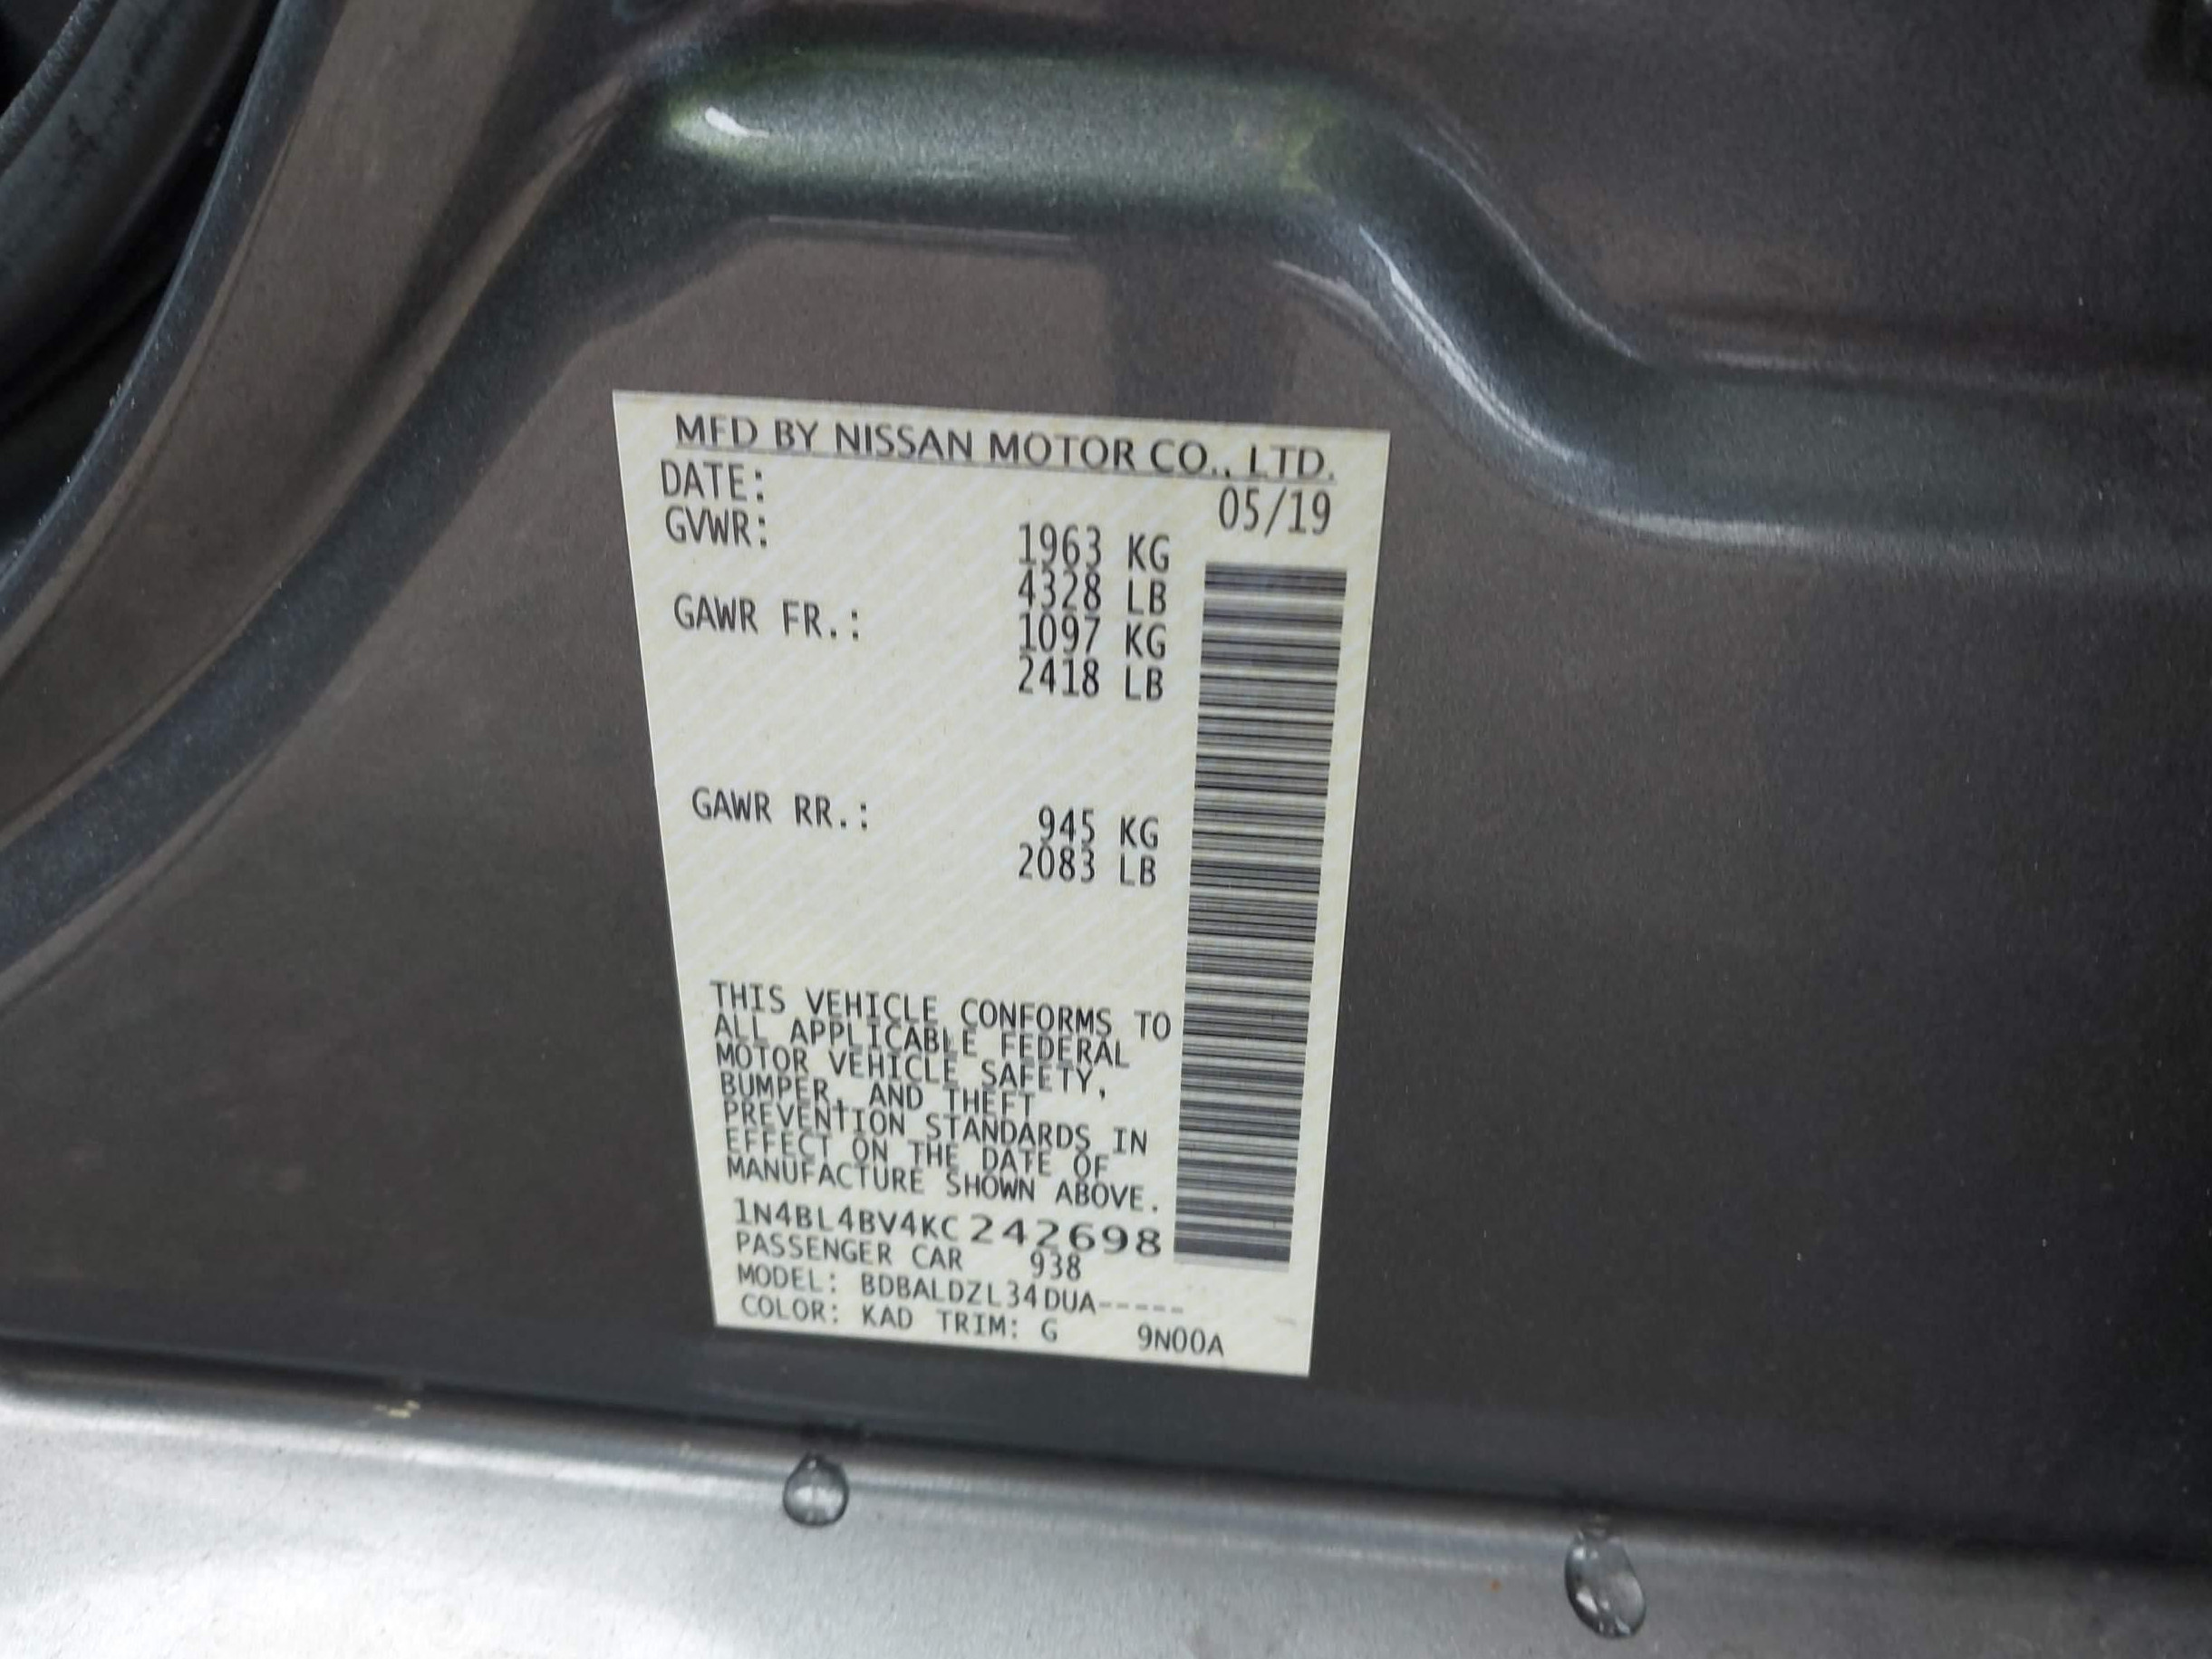 MFD BY NISSAN MOTOR CO., LTD.
DATE: 05/19
GVWR: 1963 KG
4328 LB
GAWR FR.: 1097 KG
2418 LB
GAWR RR.: 945 KG
2083 LB
THIS VEHICLE CONFORMS TO
ALL APPLICABLE FEDERAL
MOTOR VEHICLE SAFETY,
BUMPER, AND THEFT
PREVENTION STANDARDS IN
EFFECT ON THE DATE OF
MANUFACTURE SHOWN ABOVE.
1N4BL4BV4KC242698
PASSENGER CAR 938
MODEL: BDBALDZL34DUA-----
COLOR: KAD TRIM: G 9N00A